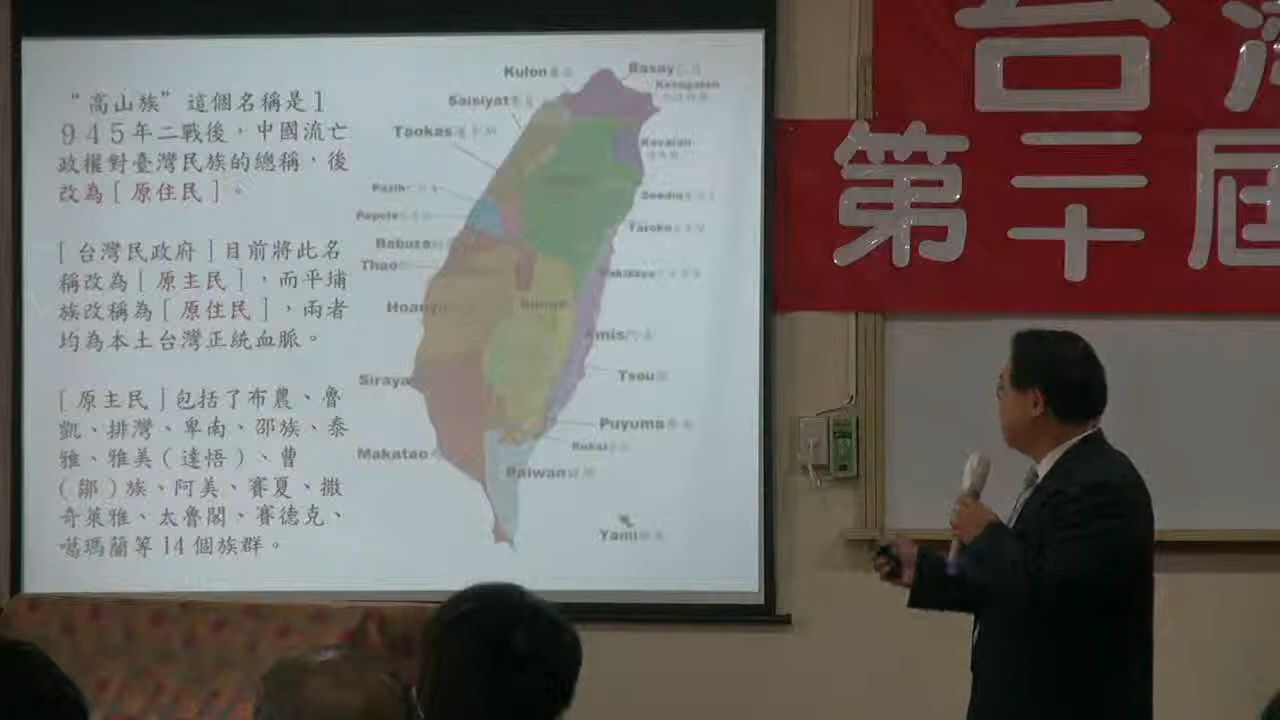 “高山族”這個名稱是1
945年二戰後，中國流亡
政權對臺灣民族的總稱，後
改為[原住民]。
[台灣民政府]目前將此名
稱改為[原主民]，而平埔
族改稱為[原住民]，兩者
均為本土台灣正統血脈。
[原主民]包括了布農、魯
凱、排灣、卑南、邵族、泰
雅、雅美(達悟)、曹
(鄒)族、阿美、賽夏、撒
奇萊雅、太魯閣、賽德克、
噶瑪蘭等14個族群。
Kulon
Basay
Ketagalan
Saisiyat
Taokas
Kavalan
Pazih
Seediq
Papola
Taroko
Babuza
Thao
Sakizaya
Hoanya
Bunun
Amis
Siraya
Tsou
Puyuma
Rukai
Makatao
Paiwan
Yami
台灣
第三十屆